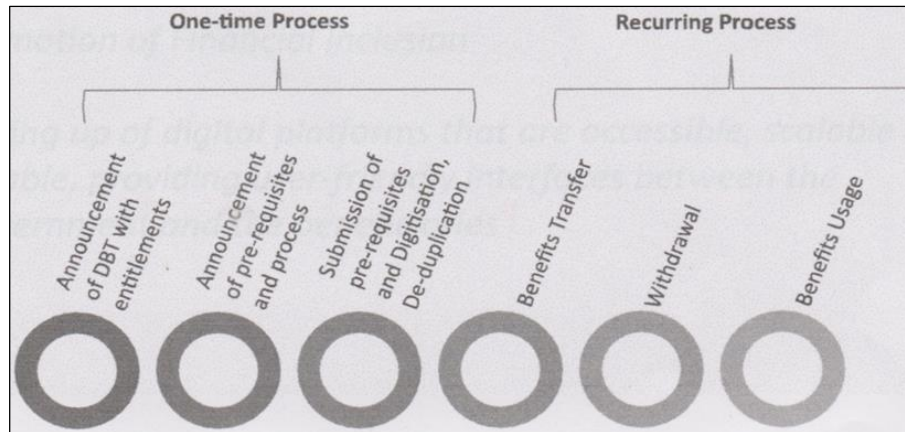 One-time Process
Recurring Process
Announcement
of DBT with
entitlements
Announcement
of pre-requisites
and process
Submission of
pre-requisites
and Digitisation,
De-duplication
Benefits Transfer
Withdrawal
Benefits Usage